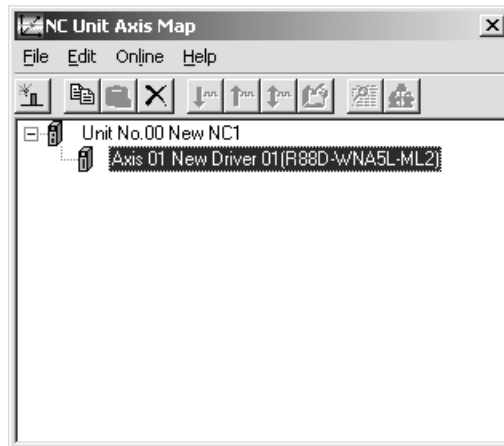 NC Unit Axis Map
File Edit Online Help
Unit No.00 New NC1
Axis 01 New Driver 01(R88D-WNA5L-ML2)